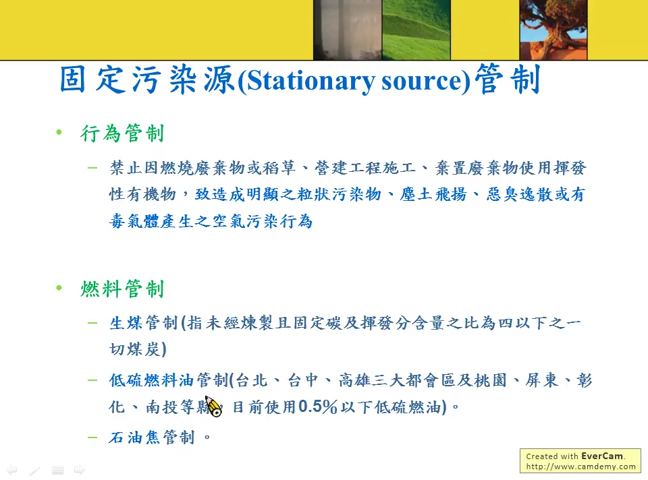 固定污染源(Stationary source)管制
• 行為管制
– 禁止因燃燒廢棄物或稻草、營建工程施工、棄置廢棄物使用揮發
性有機物，致造成明顯之粒狀污染物、塵土飛揚、惡臭逸散或有
毒氣體產生之空氣污染行為
• 燃料管制
– 生煤管制(指未經煉製且固定碳及揮發分含量之比為四以下之一
切煤炭)
– 低硫燃料油管制(台北、台中、高雄三大都會區及桃園、屏東、彰
化、南投等縣，目前使用0.5%以下低硫燃油)。
– 石油焦管制。
Created with EverCam.
http://www.camdemy.com